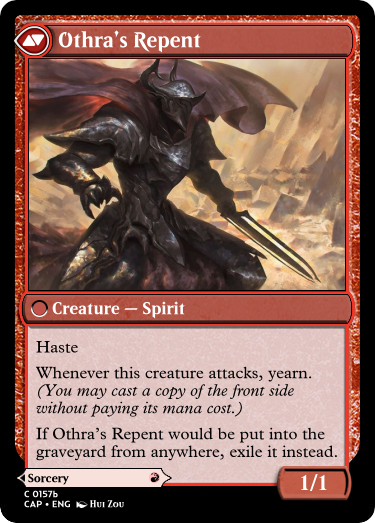 Othra's Repent
Creature — Spirit
Haste
Whenever this creature attacks, yearn.
(You may cast a copy of the front side
without paying its mana cost.)
If Othra's Repent would be put into the
graveyard from anywhere, exile it instead.
Sorcery
1/1
C 0157b
CAP • ENG Hui Zou